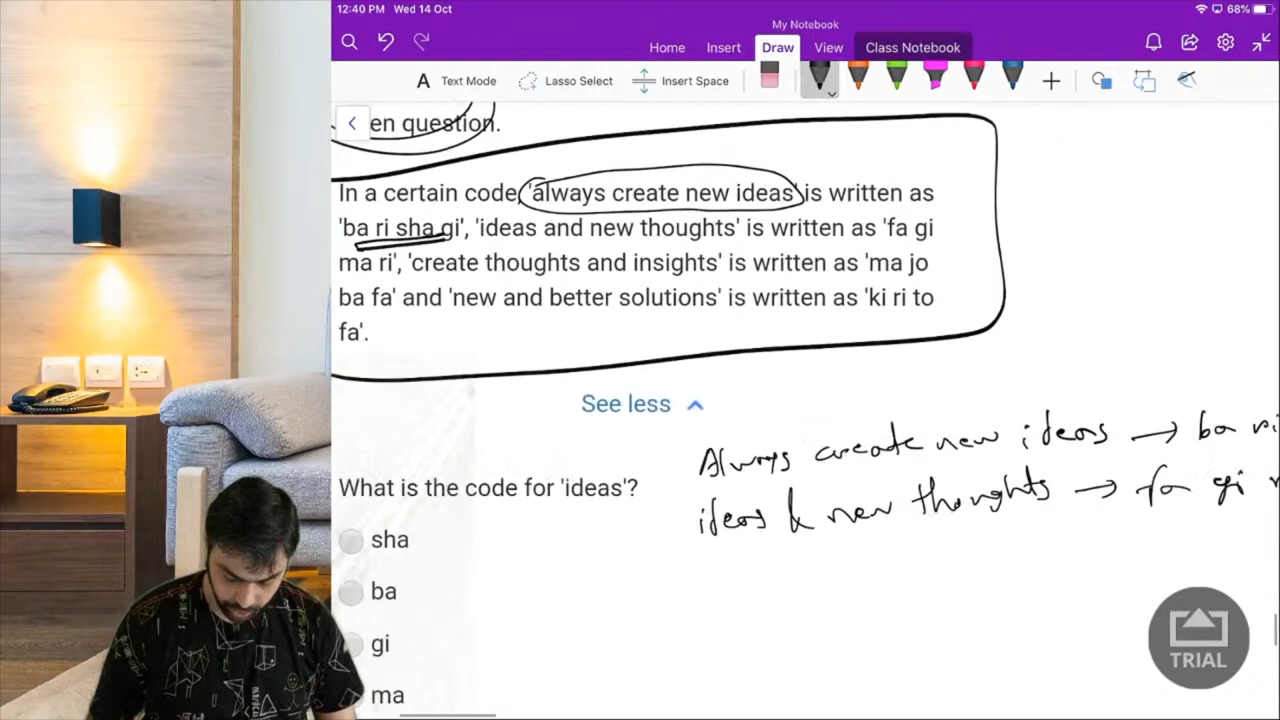 12:40 PM Wed 14 Oct
68%
My Notebook
Home Insert Draw View Class Notebook
A Text Mode Lasso Select Insert Space
en question.
In a certain code, 'always create new ideas' is written as
'ba ri sha gi', 'ideas and new thoughts' is written as 'fa gi
ma ri', 'create thoughts and insights' is written as 'ma jo
ba fa' and 'new and better solutions' is written as 'ki ri to
fa'.
See less
Always create new ideas → ba ri
What is the code for 'ideas'?
ideas & new thoughts → fa gi
sha
ba
gi
ma
TRIAL